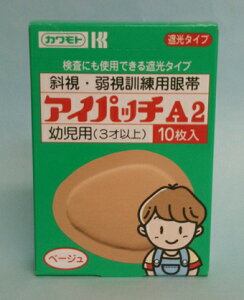 カワモト
遮光タイプ
検査にも使用できる遮光タイプ
斜視・弱視訓練用眼帯
アイパッチA2
幼児用(3才以上) 10枚入
ベージュ